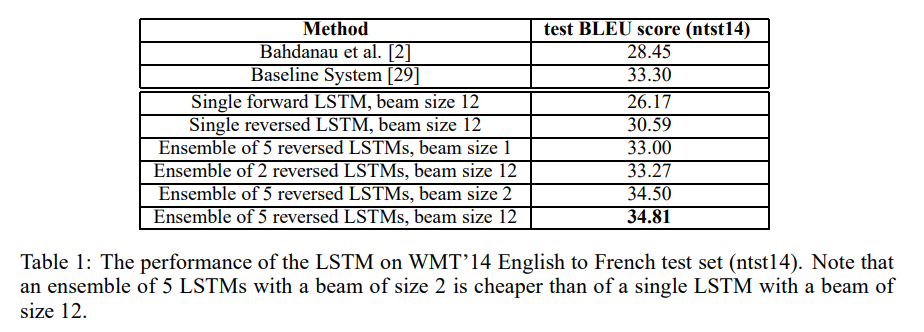 Method test BLEU score (ntst14)
Bahdanau et al. [2] 28.45
Baseline System [29] 33.30
Single forward LSTM, beam size 12 26.17
Single reversed LSTM, beam size 12 30.59
Ensemble of 5 reversed LSTMs, beam size 1 33.00
Ensemble of 2 reversed LSTMs, beam size 12 33.27
Ensemble of 5 reversed LSTMs, beam size 2 34.50
Ensemble of 5 reversed LSTMs, beam size 12 34.81
Table 1: The performance of the LSTM on WMT’14 English to French test set (ntst14). Note that
an ensemble of 5 LSTMs with a beam of size 2 is cheaper than of a single LSTM with a beam of
size 12.